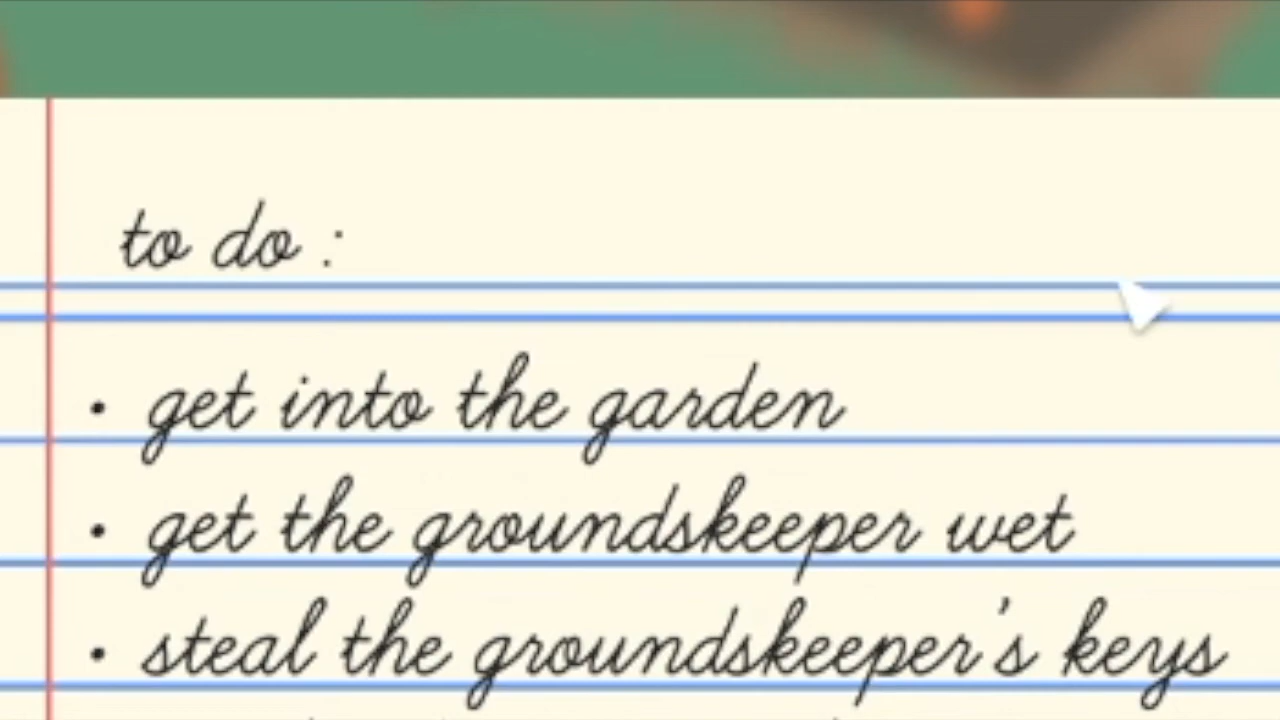 to do :
• get into the garden
• get the groundskeeper wet
• steal the groundskeeper's keys